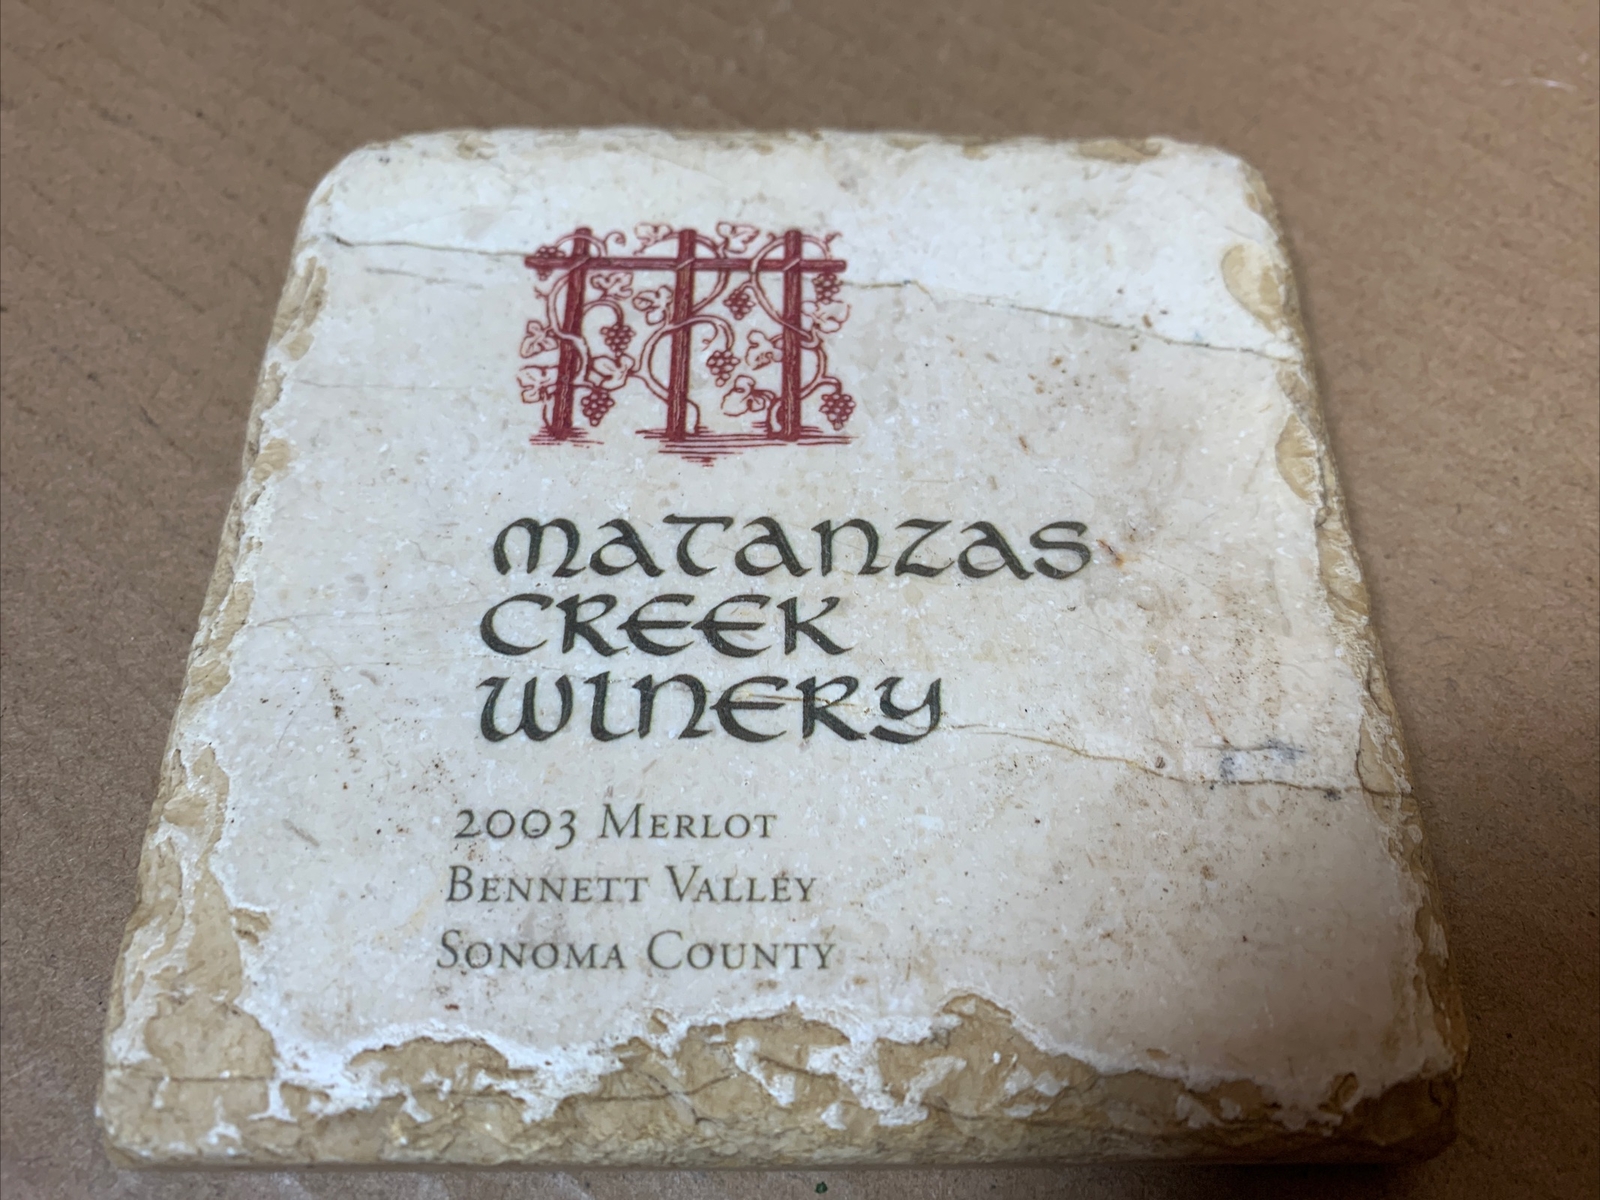 MATANZAS
CREEK
WINERY
2003 MERLOT
BENNETT VALLEY
SONOMA COUNTY